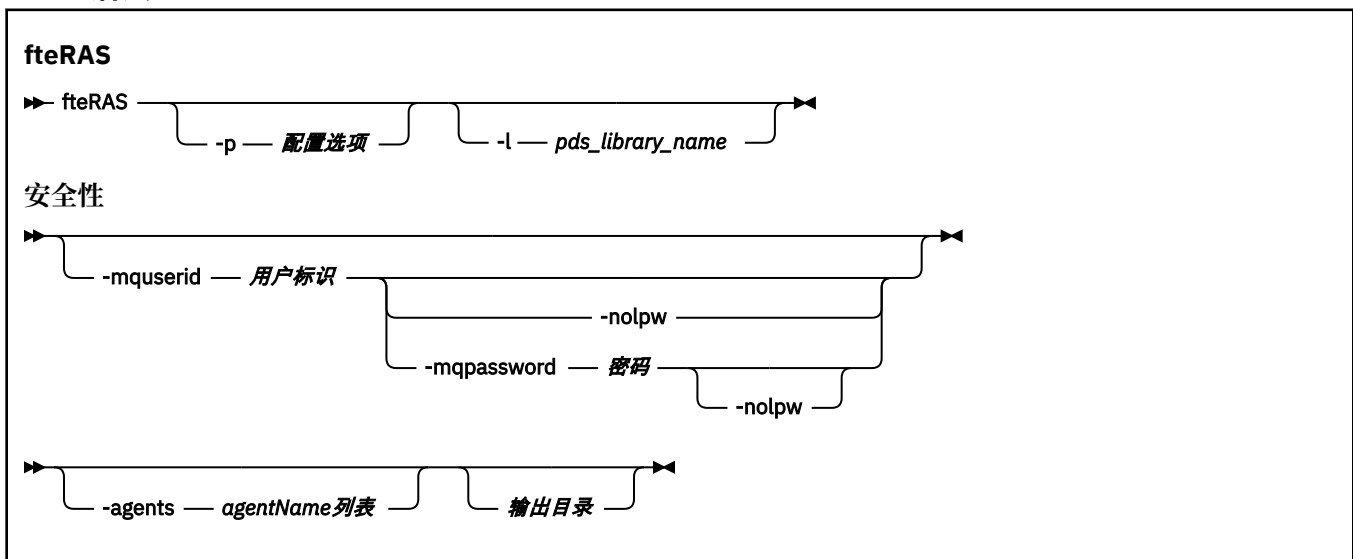 fteRAS
fteRAS
-p 配置选项 -l pds_library_name
安全性
-mquserid 用户标识
-nolpw
-mqpassword 密码
-nolpw
-agents agentName列表 输出目录